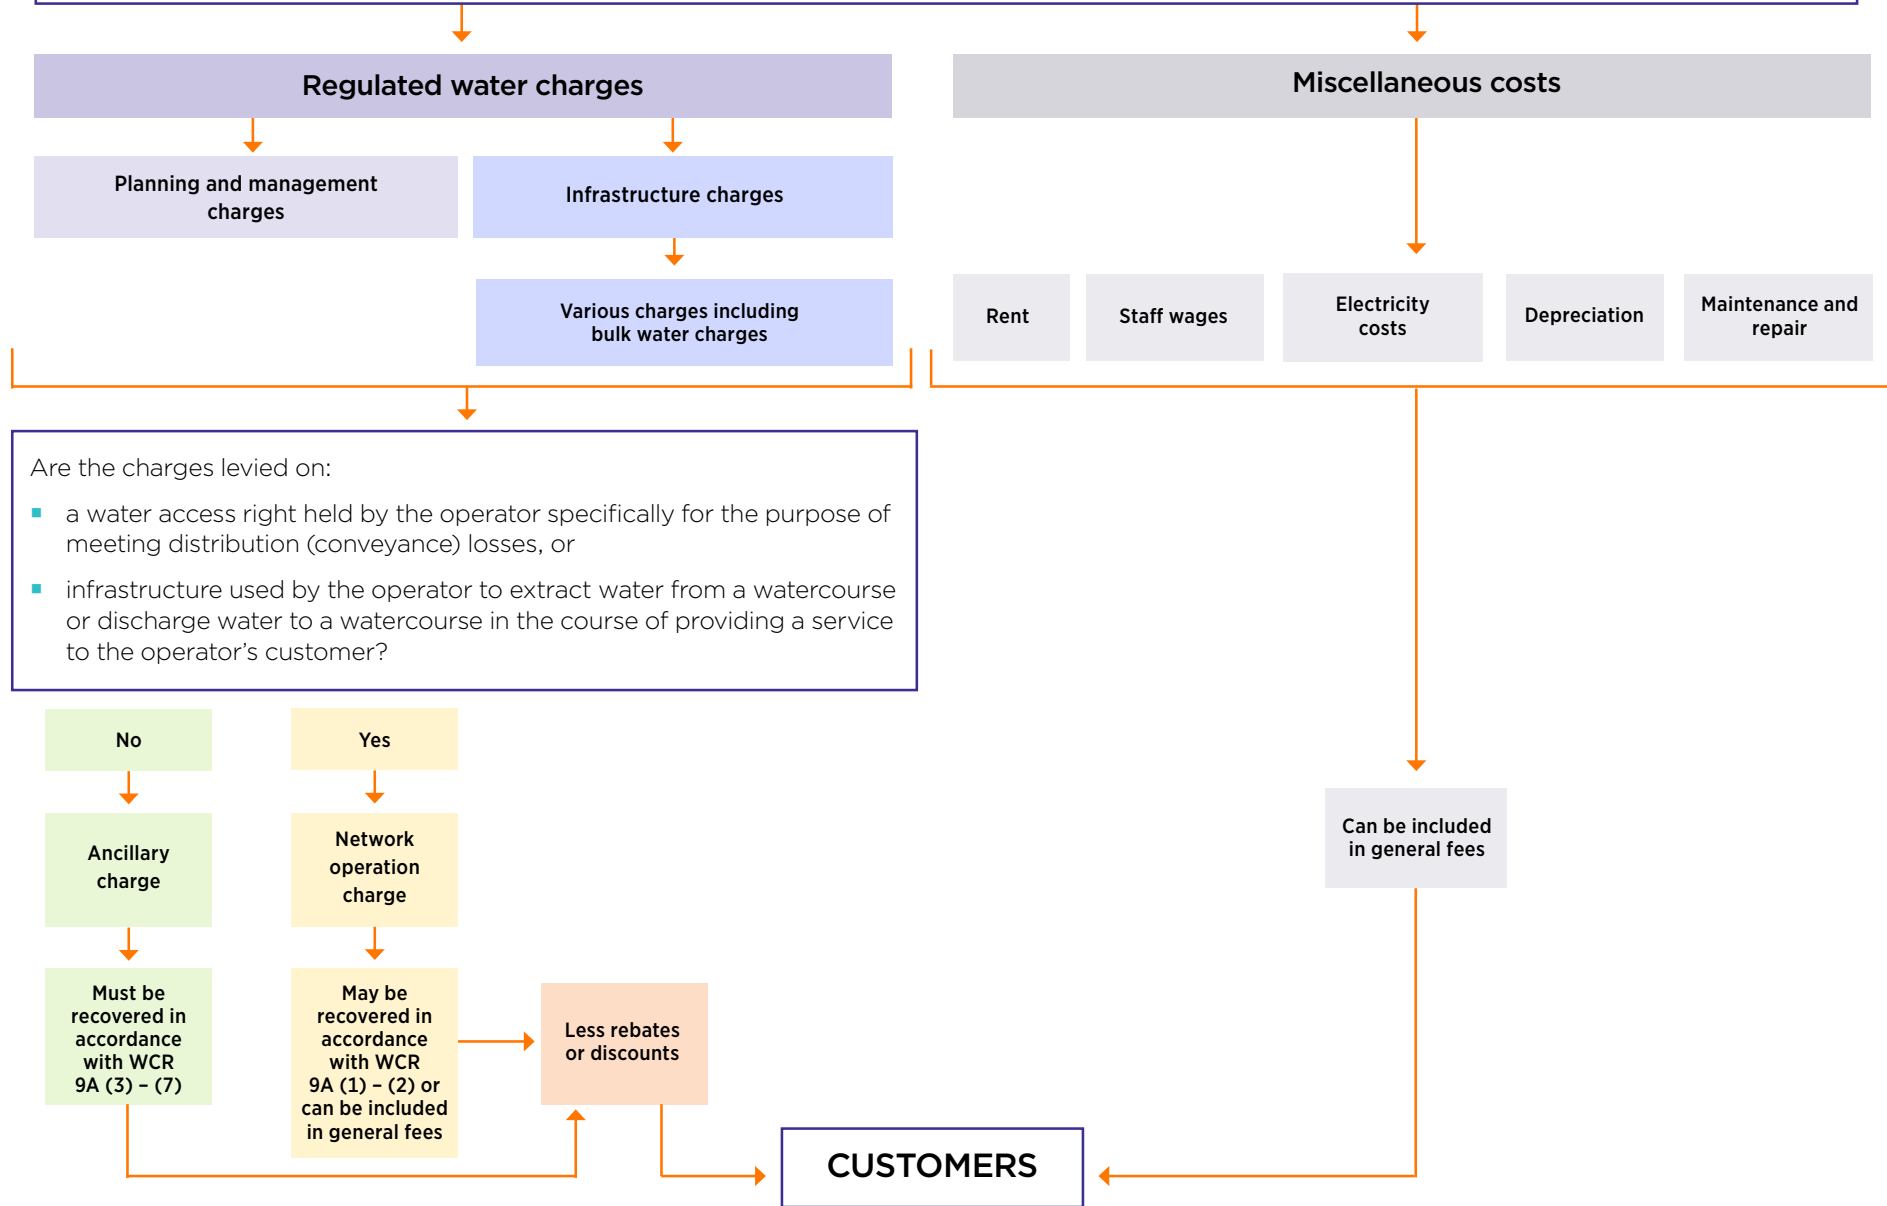 Regulated water charges
Miscellaneous costs
Planning and management
charges
Infrastructure charges
Various charges including
bulk water charges
Rent
Staff wages
Electricity
costs
Depreciation
Maintenance and
repair
Are the charges levied on:
▪ a water access right held by the operator specifically for the purpose of
meeting distribution (conveyance) losses, or
▪ infrastructure used by the operator to extract water from a watercourse
or discharge water to a watercourse in the course of providing a service
to the operator’s customer?
No
Yes
Ancillary
charge
Network
operation
charge
Can be included
in general fees
Must be
recovered in
accordance
with WCR
9A (3) – (7)
May be
recovered in
accordance
with WCR
9A (1) – (2) or
can be included
in general fees
Less rebates
or discounts
CUSTOMERS